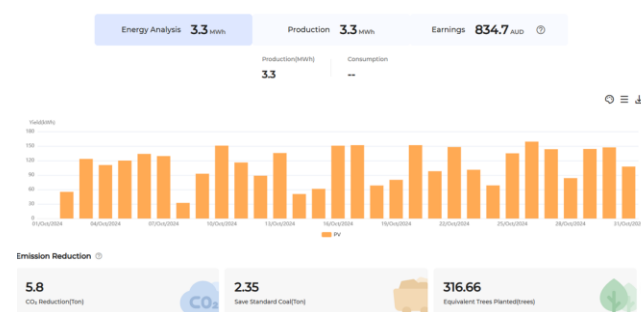 Energy Analysis 3.3 MWh Production 3.3 MWh Earnings 834.7 AUD
Production(MWh) Consumption
3.3 --
Yield(kWh)
180
150
120
90
60
30
0
01/Oct/2024 04/Oct/2024 07/Oct/2024 10/Oct/2024 13/Oct/2024 16/Oct/2024 19/Oct/2024 22/Oct/2024 25/Oct/2024 28/Oct/2024 31/Oct/202
PV
Emission Reduction
5.8 2.35 316.66
CO₂ Reduction(Ton) Save Standard Coal(Ton) Equivalent Trees Planted(trees)
CO₂